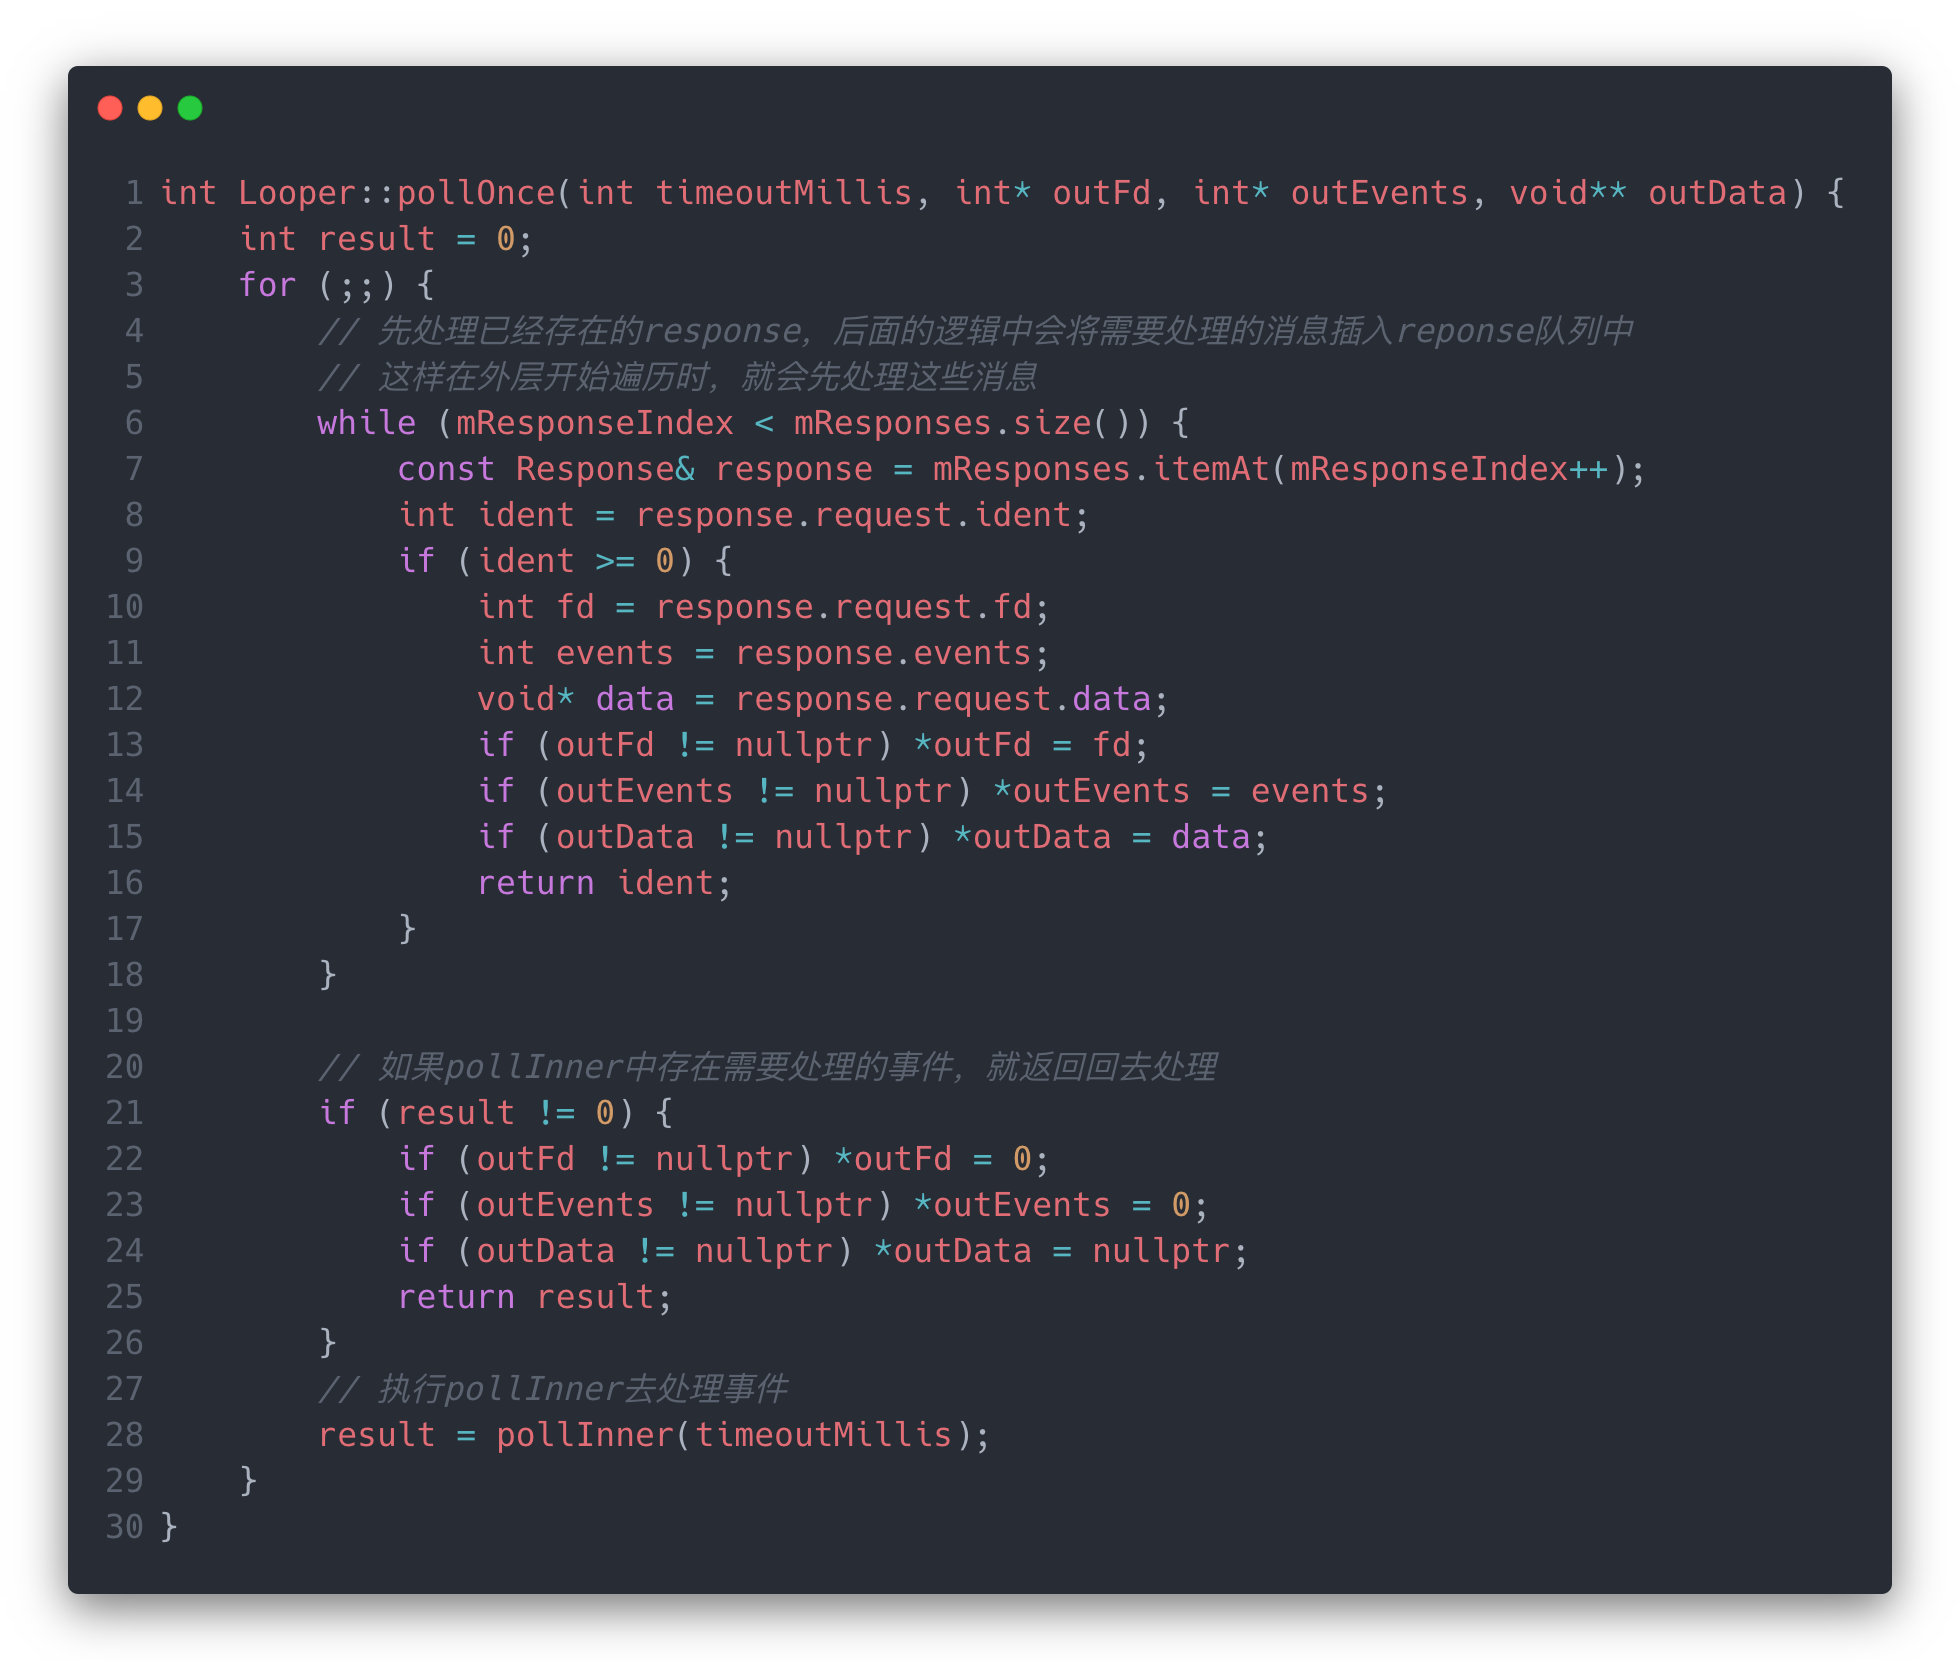 1 int Looper::pollOnce(int timeoutMillis, int* outFd, int* outEvents, void** outData) {
2     int result = 0;
3     for (;;) {
4         // 先处理已经存在的response，后面的逻辑中会将需要处理的消息插入reponse队列中
5         // 这样在外层开始遍历时，就会先处理这些消息
6         while (mResponseIndex < mResponses.size()) {
7             const Response& response = mResponses.itemAt(mResponseIndex++);
8             int ident = response.request.ident;
9             if (ident >= 0) {
10                 int fd = response.request.fd;
11                 int events = response.events;
12                 void* data = response.request.data;
13                 if (outFd != nullptr) *outFd = fd;
14                 if (outEvents != nullptr) *outEvents = events;
15                 if (outData != nullptr) *outData = data;
16                 return ident;
17             }
18         }
19
20         // 如果pollInner中存在需要处理的事件，就返回回去处理
21         if (result != 0) {
22             if (outFd != nullptr) *outFd = 0;
23             if (outEvents != nullptr) *outEvents = 0;
24             if (outData != nullptr) *outData = nullptr;
25             return result;
26         }
27         // 执行pollInner去处理事件
28         result = pollInner(timeoutMillis);
29     }
30 }